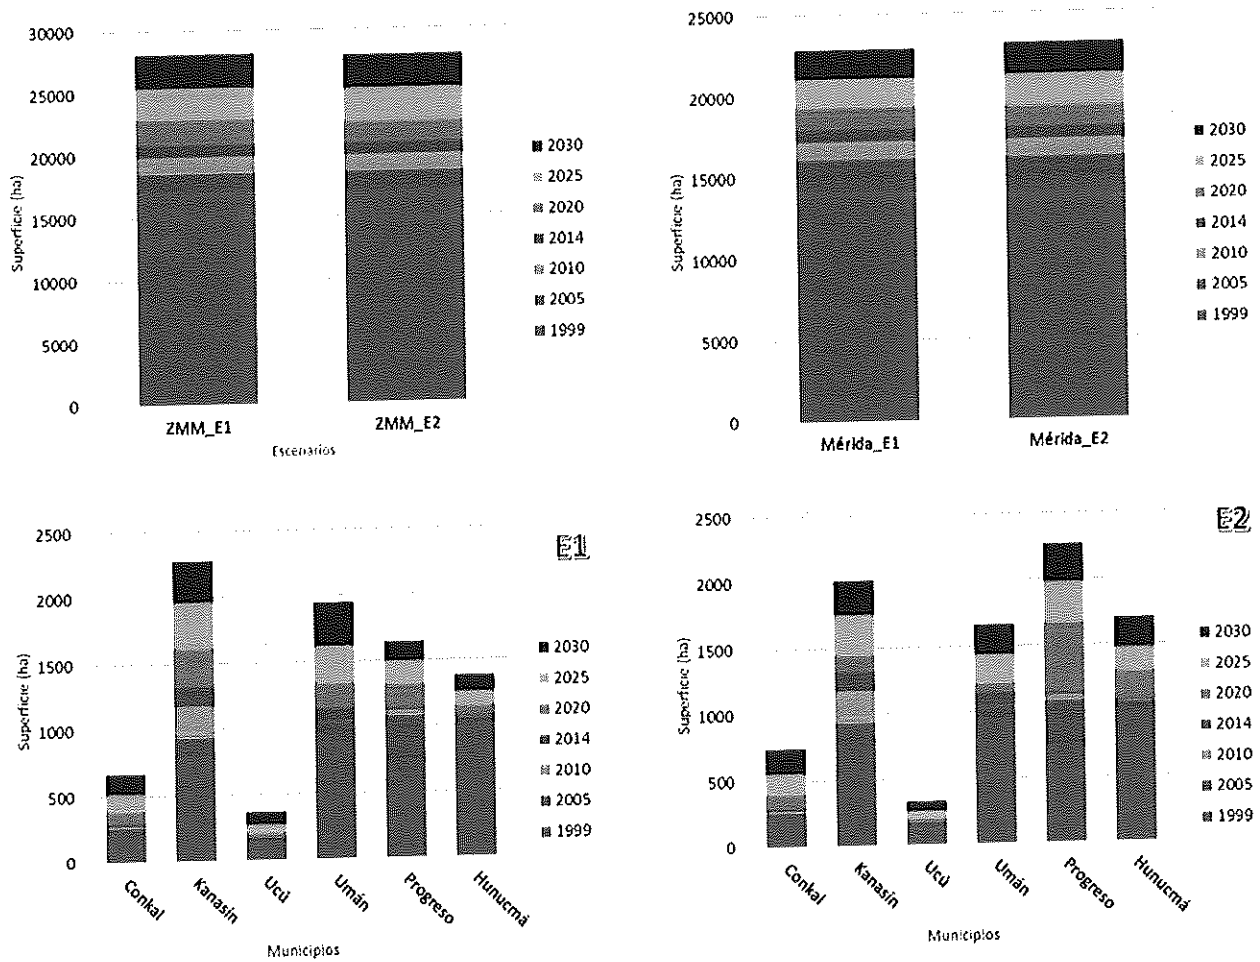 30000
25000
20000
15000
10000
5000
0
Superficie (ha)
ZMM_E1
ZMM_E2
Escenarios
2030
2025
2020
2014
2010
2005
1999
25000
20000
15000
10000
5000
0
Superficie (ha)
Mérida_E1
Mérida_E2
2030
2025
2020
2014
2010
2005
1999
E1
2500
2000
1500
1000
500
0
Superficie (ha)
Conkal
Kanasín
Ucú
Umán
Progreso
Hunucmá
Municipios
2030
2025
2020
2014
2010
2005
1999
E2
2500
2000
1500
1000
500
0
Superficie (ha)
Conkal
Kanasín
Ucú
Umán
Progreso
Hunucmá
Municipios
2030
2025
2020
2014
2010
2005
1999